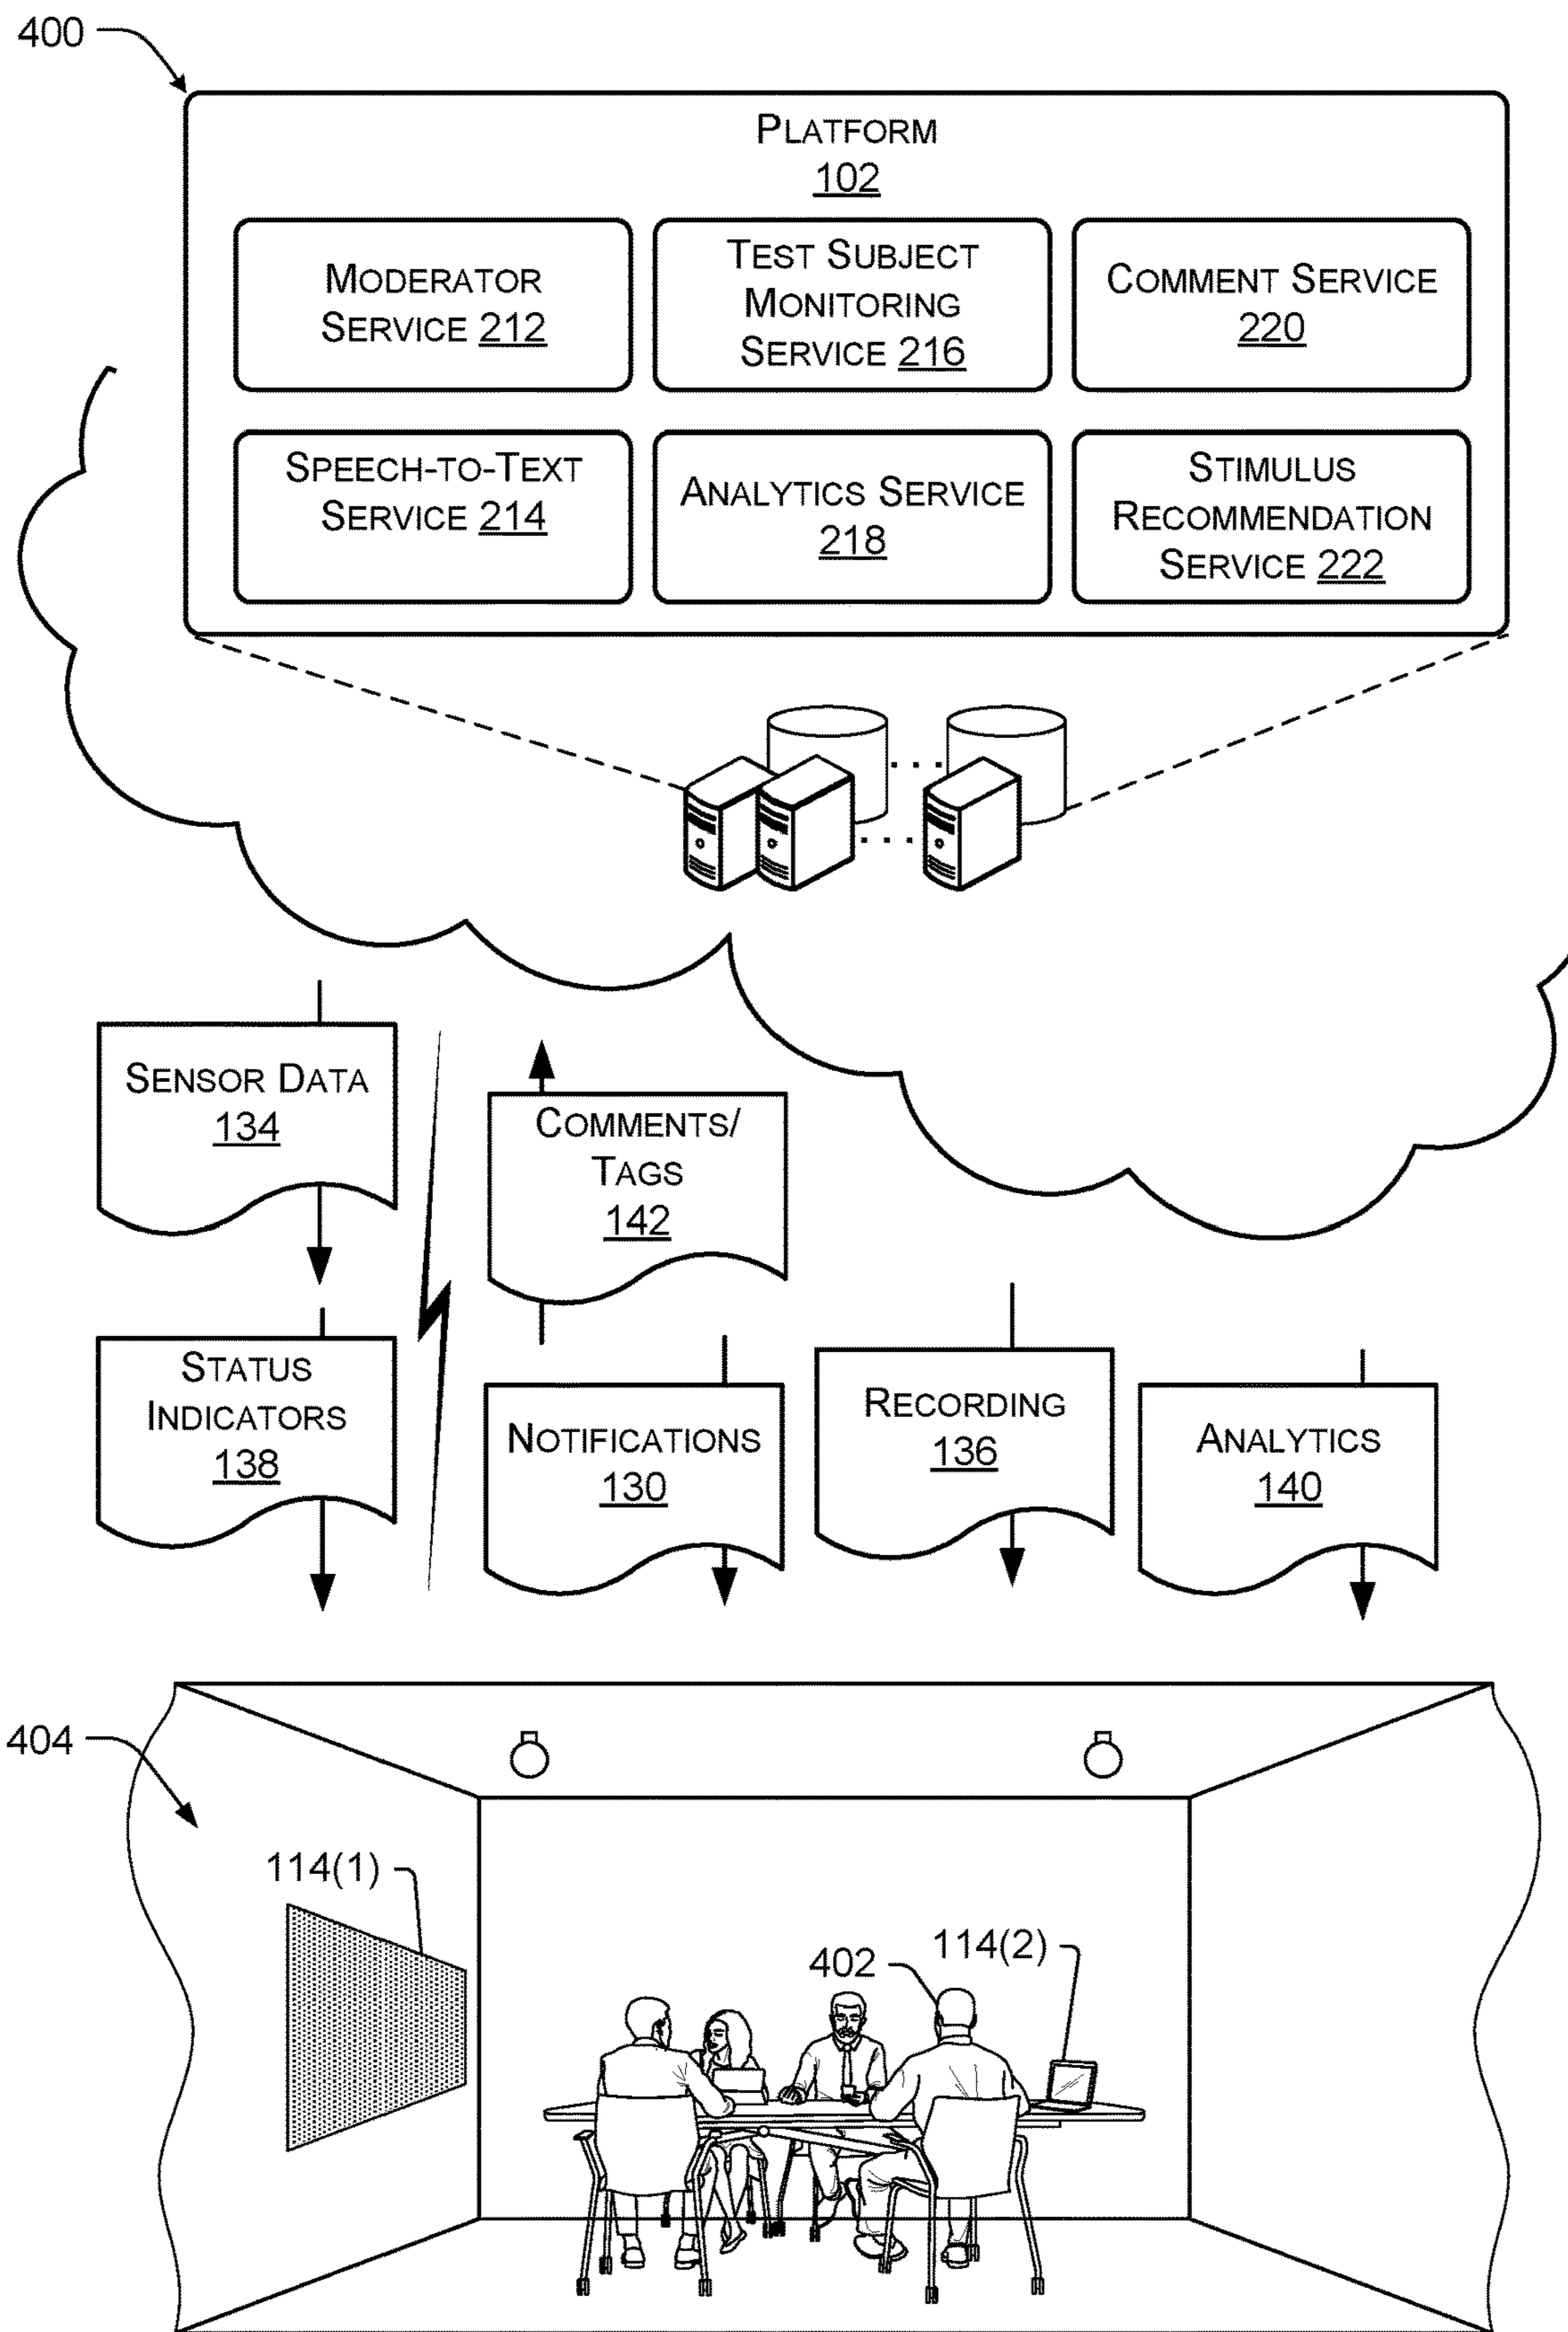 400
PLATFORM
102
MODERATOR
SERVICE 212
TEST SUBJECT
MONITORING
SERVICE 216
COMMENT SERVICE
220
SPEECH-TO-TEXT
SERVICE 214
ANALYTICS SERVICE
218
STIMULUS
RECOMMENDATION
SERVICE 222
SENSOR DATA
134
COMMENTS/
TAGS
142
STATUS
INDICATORS
138
NOTIFICATIONS
130
RECORDING
136
ANALYTICS
140
404
114(1)
402
114(2)